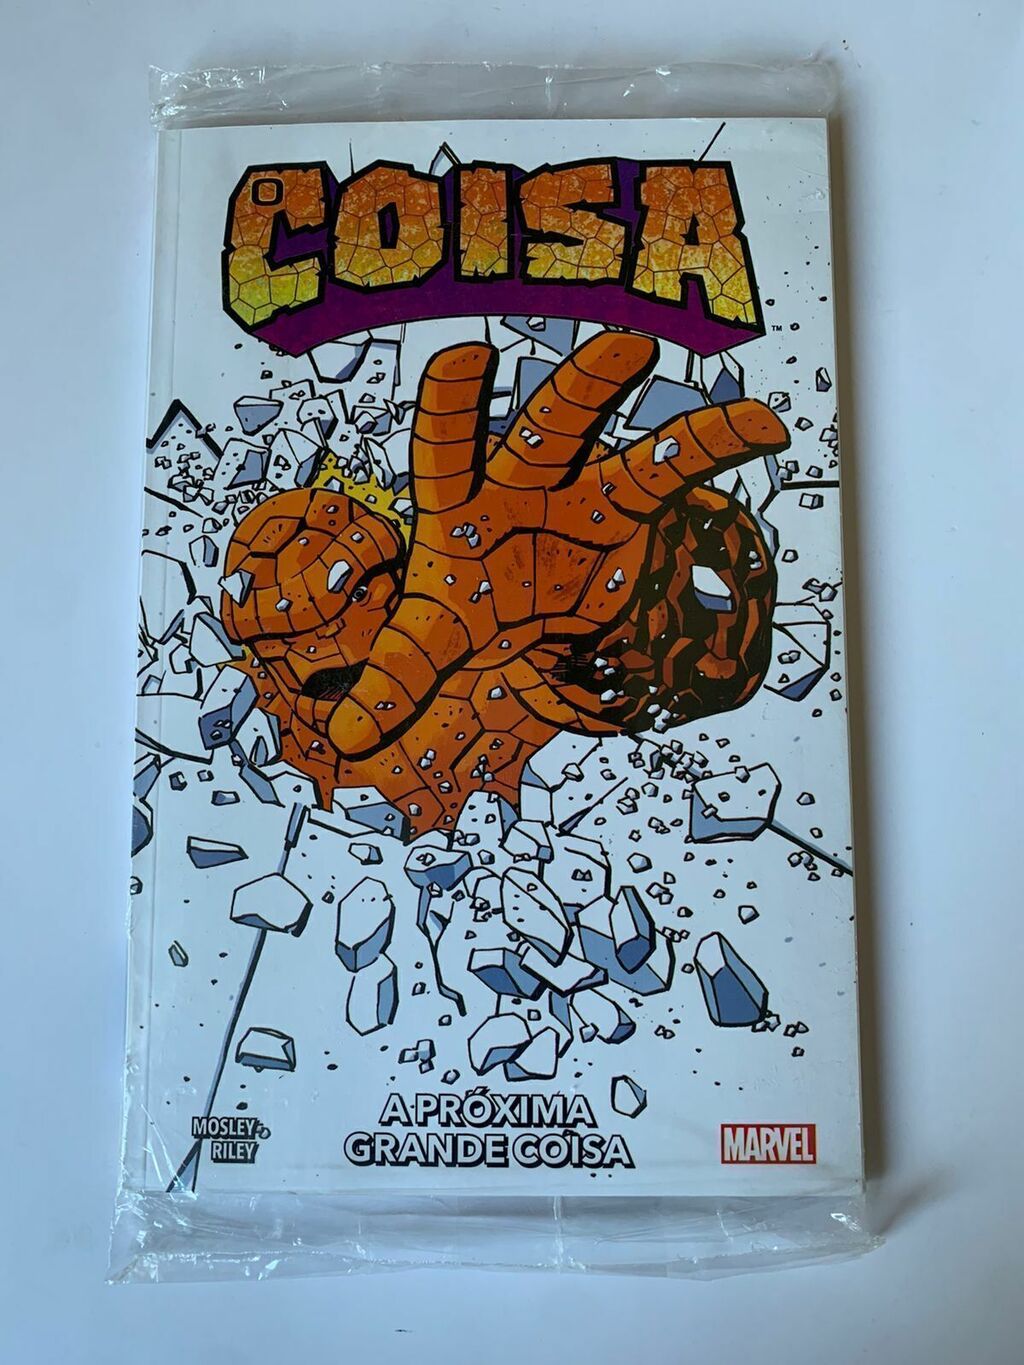 O
COISA
TM
MOSLEY
RILEY
A PRÓXIMA
GRANDE COISA
MARVEL